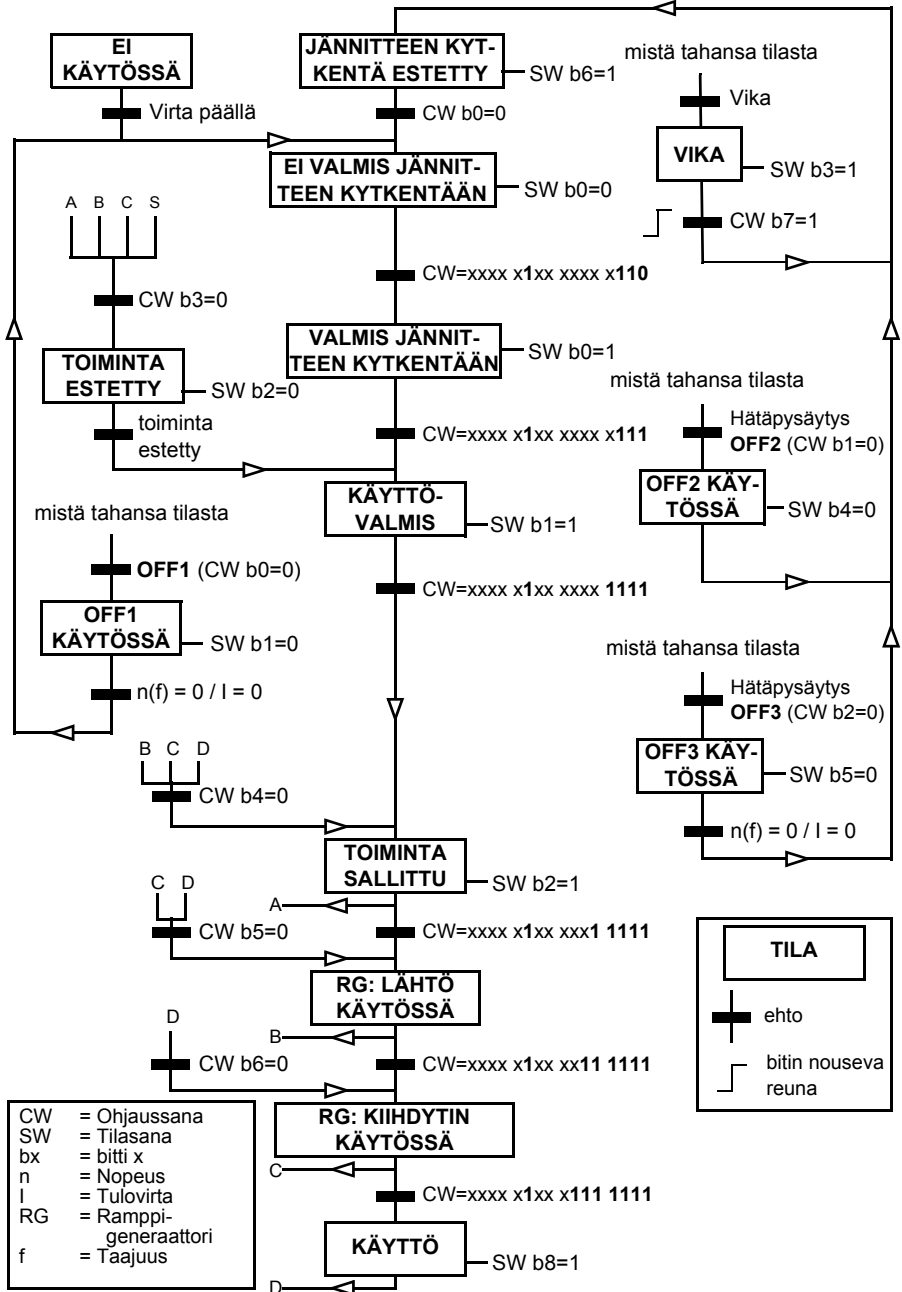 EI
KÄYTÖSSÄ
Virta päällä
JÄNNITTEEN KYT-
KENTÄ ESTETTY
SW b6=1
CW b0=0
EI VALMIS JÄNNIT-
TEEN KYTKENTÄÄN
SW b0=0
mistä tahansa tilasta
Vika
VIKA
SW b3=1
CW b7=1
A B C S
CW b3=0
TOIMINTA
ESTETTY
SW b2=0
toiminta
estetty
CW=xxxx x1xx xxxx x110
VALMIS JÄNNIT-
TEEN KYTKENTÄÄN
SW b0=1
CW=xxxx x1xx xxxx x111
mistä tahansa tilasta
Hätäpysäytys
OFF2 (CW b1=0)
OFF2 KÄY-
TÖSSÄ
SW b4=0
KÄYTTÖ-
VALMIS
SW b1=1
CW=xxxx x1xx xxxx 1111
mistä tahansa tilasta
OFF1 (CW b0=0)
OFF1
KÄYTÖSSÄ
SW b1=0
n(f) = 0 / I = 0
mistä tahansa tilasta
Hätäpysäytys
OFF3 (CW b2=0)
OFF3 KÄY-
TÖSSÄ
SW b5=0
n(f) = 0 / I = 0
B C D
CW b4=0
TOIMINTA
SALLITTU
SW b2=1
A
C D
CW b5=0
CW=xxxx x1xx xxx1 1111
RG: LÄHTÖ
KÄYTÖSSÄ
B
D
CW b6=0
CW=xxxx x1xx xx11 1111
RG: KIIHDYTIN
KÄYTÖSSÄ
C
CW=xxxx x1xx x111 1111
KÄYTTÖ
SW b8=1
D
TILA
ehto
bitin nouseva
reuna
CW = Ohjaussana
SW = Tilasana
bx = bitti x
n = Nopeus
I = Tulovirta
RG = Ramppi-
generaattori
f = Taajuus